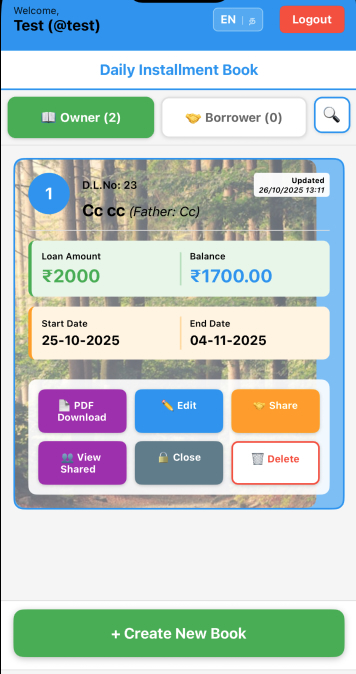 Welcome,
Test (@test)
EN | த
Logout
Daily Installment Book
Owner (2)
Borrower (0)
1
D.L.No: 23
Updated
26/10/2025 13:11
Cc cc (Father: Cc)
Loan Amount
Balance
₹2000
₹1700.00
Start Date
End Date
25-10-2025
04-11-2025
PDF
Download
Edit
Share
View
Shared
Close
Delete
+ Create New Book